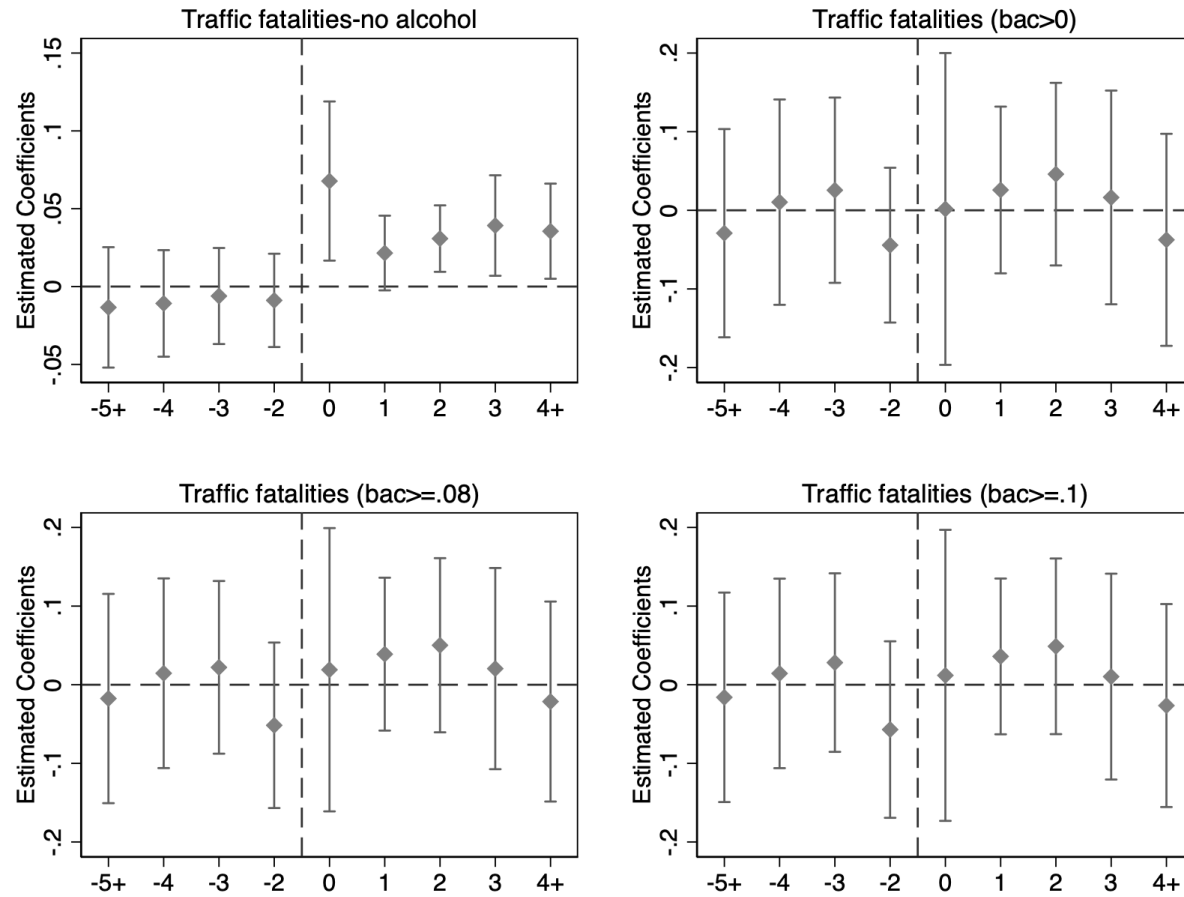 Traffic fatalities-no alcohol
Estimated Coefficients
.15
.1
.05
0
-.05
-5+ -4 -3 -2 0 1 2 3 4+
Traffic fatalities (bac>0)
Estimated Coefficients
.2
.1
0
-.1
-.2
-5+ -4 -3 -2 0 1 2 3 4+
Traffic fatalities (bac>=.08)
Estimated Coefficients
.2
.1
0
-.1
-.2
-5+ -4 -3 -2 0 1 2 3 4+
Traffic fatalities (bac>=.1)
Estimated Coefficients
.2
.1
0
-.1
-.2
-5+ -4 -3 -2 0 1 2 3 4+